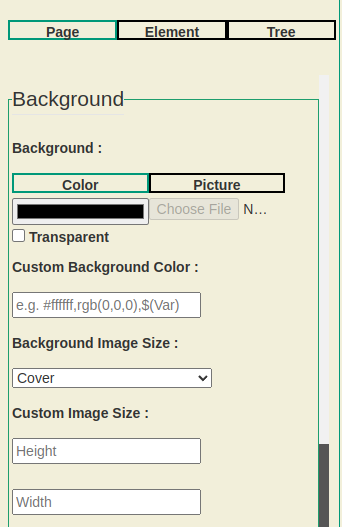 Page Element Tree
Background
Background :
Color Picture
Choose File N...
Transparent
Custom Background Color :
e.g. #ffffff,rgb(0,0,0),$(Var)
Background Image Size :
Cover
Custom Image Size :
Height
Width